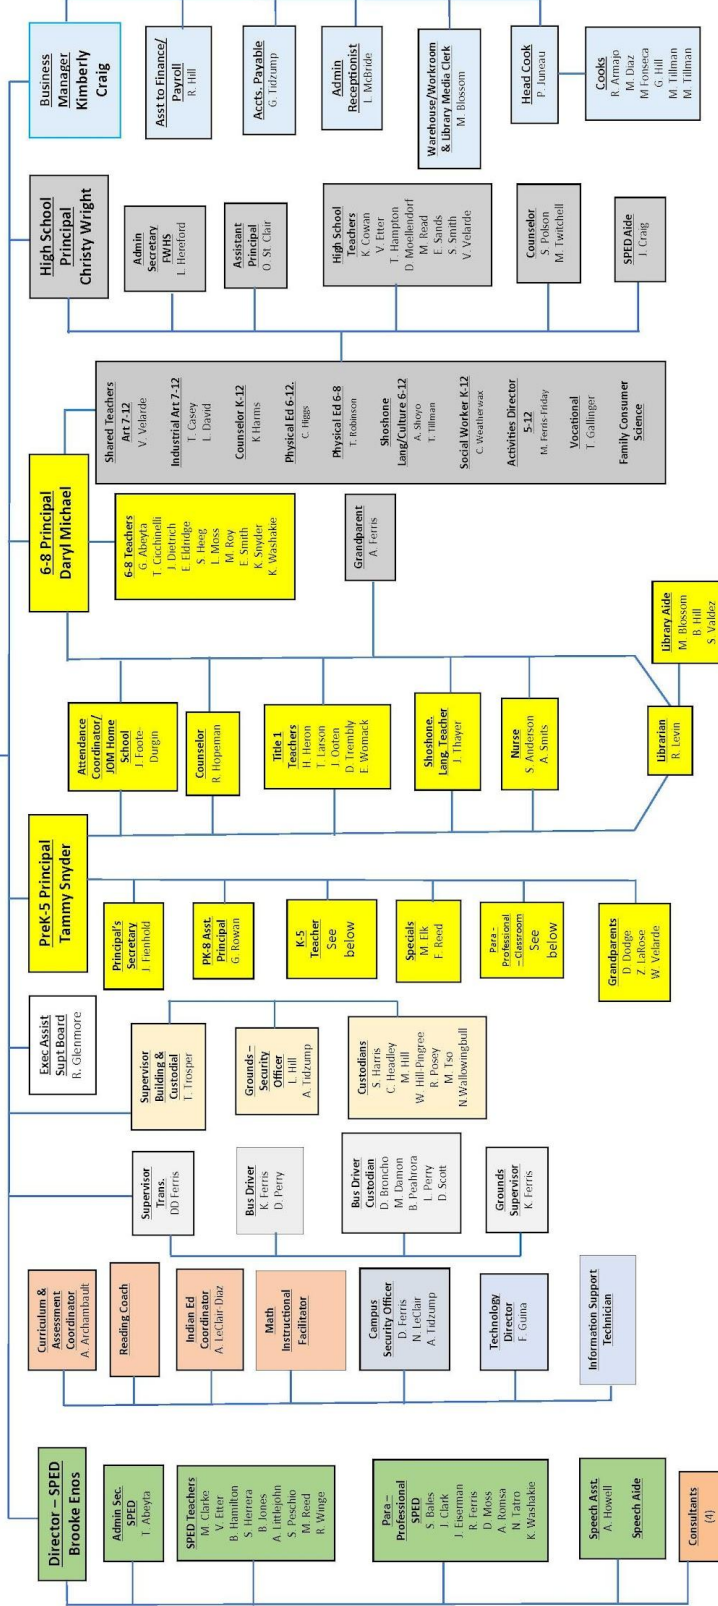 Director – SPED
Brooke Enos
Admin Sec.
SPED
T. Abeyta
SPED Teachers
M. Clarke
V. Etter
B. Hamilton
S. Herrera
B. Jones
A. Littlejohn
S. Peschio
M. Reed
R. Winge
Para –
Professional
SPED
S. Bales
J. Clark
J. Eiserman
R. Ferris
D. Moss
A. Romsa
N. Tatro
K. Washakie
Speech Asst.
A. Howell
Speech Aide
Consultants
(4)
Curriculum &
Assessment
Coordinator
A. Archambault
Reading Coach
Indian Ed
Coordinator
A. LeClair-Diaz
Math
Instructional
Facilitator
Campus
Security Officer
D. Ferris
N. LeClair
A. Tidzump
Technology
Director
F. Guina
Information Support
Technician
Supervisor
Trans.
DD Ferris
Bus Driver
K. Ferris
D. Perry
Bus Driver
Custodian
D. Broncho
M. Damon
B. Peahrora
L. Perry
D. Scott
Grounds
Supervisor
K. Ferris
Exec Assist
Supt Board
R. Glenmore
Supervisor
Building &
Custodial
T. Trosper
Grounds –
Security
Officer
L. Hill
A. Tidzump
Custodians
S. Harris
C. Headley
M. Hill
W. Hill-Pingree
R. Posey
M. Tso
N.Wallowingbull
PreK-5 Principal
Tammy Snyder
Principal's
Secretary
J. Fienhold
PK-8 Asst.
Principal
G. Rowan
K-5
Teacher
See
below
Specials
M. Elk
F. Reed
Para -
Professional
– Classroom
See
below
Grandparents
D. Dodge
Z. LaRose
W. Velarde
Attendance
Coordinator/
JOM Home
School
J. Foote-
Durgin
Counselor
R. Hopeman
Title 1
Teachers
H. Heron
T. Larson
J. Ooten
D. Trembly
E. Womack
Shoshone.
Lang. Teacher
J. Thayer
Nurse
S. Anderson
A. Smits
Librarian
R. Levin
Library Aide
M. Blossom
B. Hill
S. Valdez
6-8 Principal
Daryl Michael
6-8 Teachers
G. Abeyta
T. Cicchinelli
J. Dietrich
E. Eldridge
S. Heeg
L. Moss
M. Roy
E. Smith
K. Snyder
K. Washakie
Grandparent
A. Ferris
Shared Teachers
Art 7-12
V. Velarde
Industrial Art 7-12
T. Casey
L. David
Counselor K-12
K Harms
Physical Ed 6-12.
C. Higgs
Physical Ed 6-8
T. Robinson
Shoshone
Lang/Culture 6-12
A. Shoyo
T. Tillman
Social Worker K-12
C. Weatherwax
Activities Director
5-12
M. Ferris-Friday
Vocational
T. Gallinger
Family Consumer
Science
High School
Principal
Christy Wright
Admin
Secretary
FWHS
L. Hereford
Assistant
Principal
O. St. Clair
High School
Teachers
K. Cowan
V. Etter
T. Hampton
D. Moellendorf
M. Read
E. Sands
S. Smith
V. Velarde
Counselor
S. Polson
M. Twitchell
SPED Aide
J. Craig
Business
Manager
Kimberly
Craig
Asst to Finance/
Payroll
R. Hill
Accts. Payable
G. Tidzump
Admin
Receptionist
L. McBride
Warehouse/Workroom
& Library Media Clerk
M. Blossom
Head Cook
P. Juneau
Cooks
R. Armajo
M. Diaz
M Fonseca
G. Hill
M. Tillman
M. Tillman